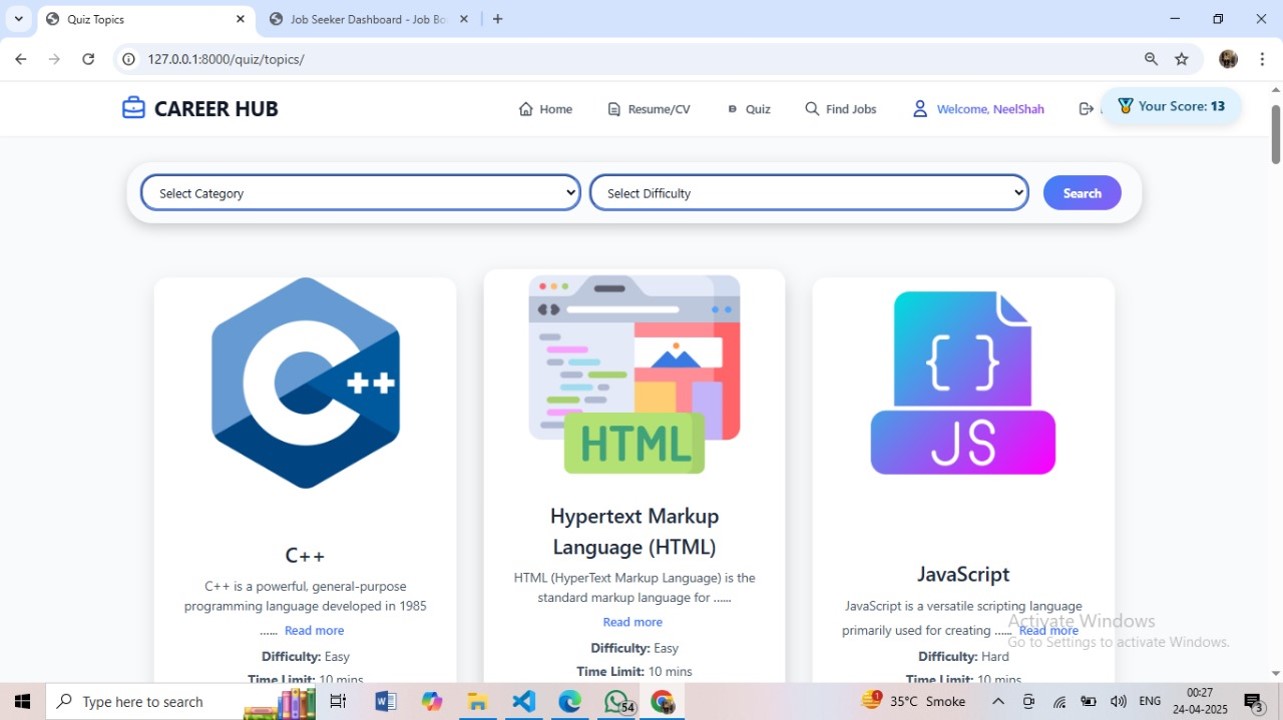 Quiz Topics
Job Seeker Dashboard - Job Bo
127.0.0.1:8000/quiz/topics/
CAREER HUB
Home
Resume/CV
Quiz
Find Jobs
Welcome, NeelShah
Your Score: 13
Select Category
Select Difficulty
Search
C++
C++ is a powerful, general-purpose
programming language developed in 1985
...... Read more
Difficulty: Easy
Time Limit: 10 mins
HTML
Hypertext Markup
Language (HTML)
HTML (HyperText Markup Language) is the
standard markup language for ......
Read more
Difficulty: Easy
Time Limit: 10 mins
{ }
JS
JavaScript
JavaScript is a versatile scripting language
primarily used for creating ...... Read more
Difficulty: Hard
Time Limit: 10 mins
Activate Windows
Go to Settings to activate Windows.
Type here to search
54
1
35°C Smoke
ENG
00:27
24-04-2025
3